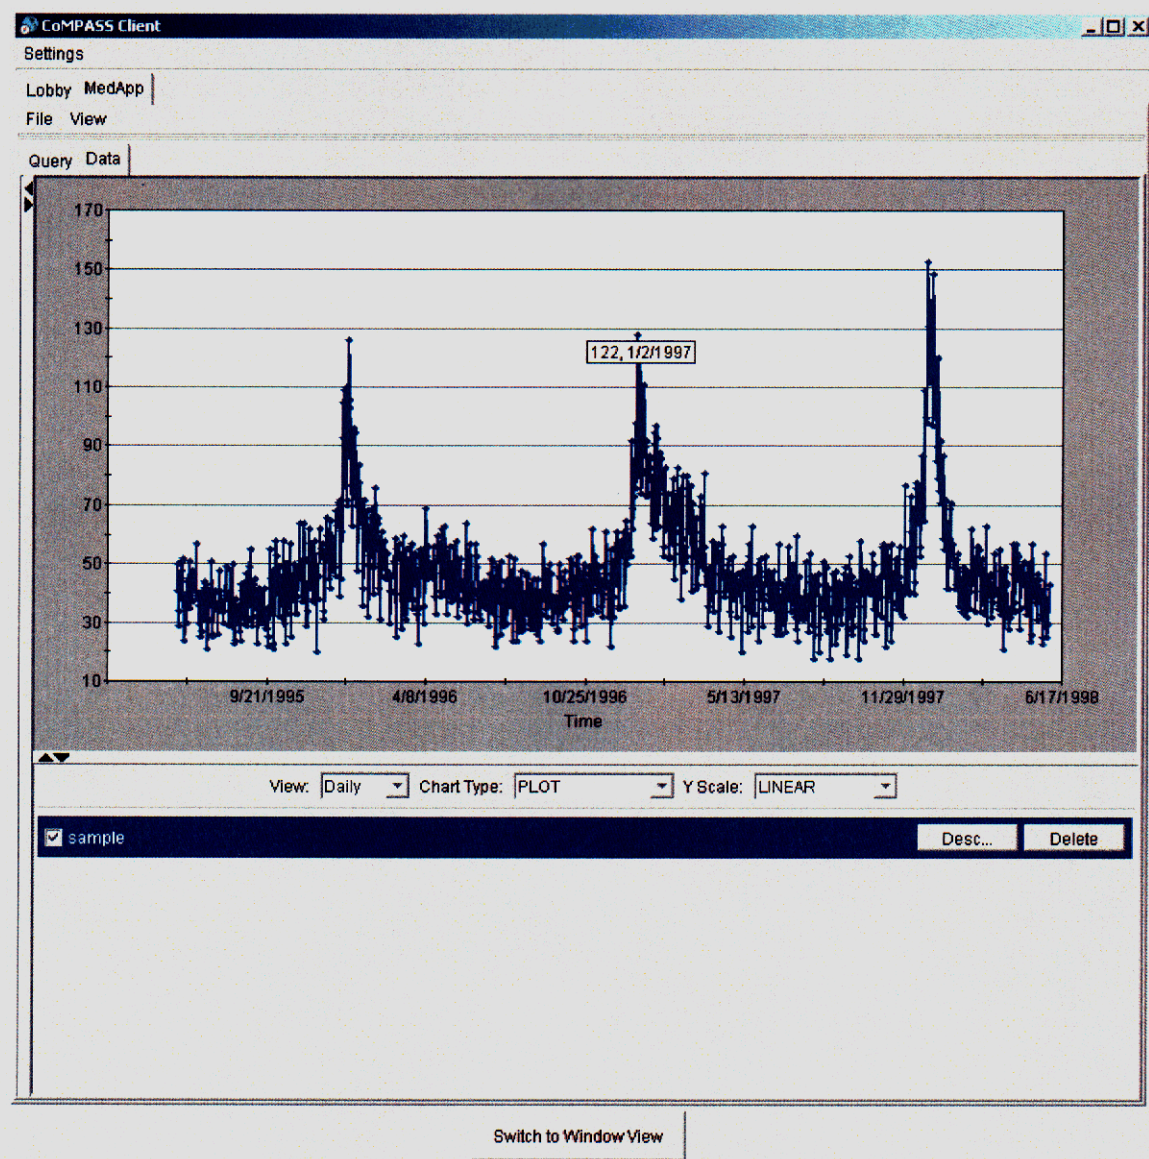 CoMPASS Client
Settings
Lobby MedApp
File View
Query Data
170
150
130
122, 1/2/1997
110
90
70
50
30
10
9/21/1995 4/8/1996 10/25/1996 5/13/1997 11/29/1997 6/17/1998
Time
View: Daily Chart Type: PLOT Y Scale: LINEAR
sample Desc... Delete
Switch to Window View